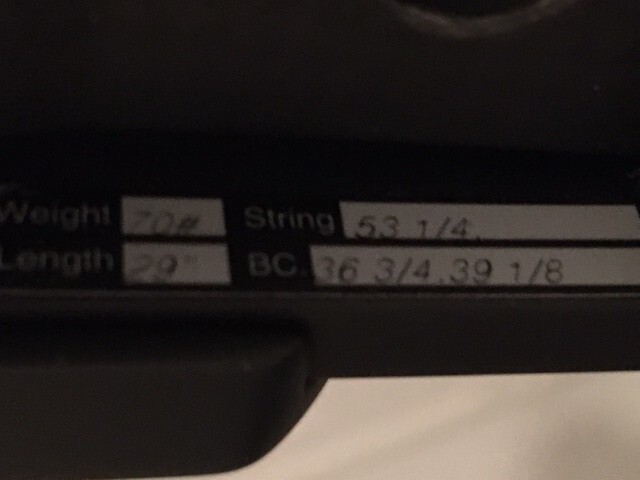 Weight 70# String 53 1/4.
Length 29" BC. 36 3/4.39 1/8